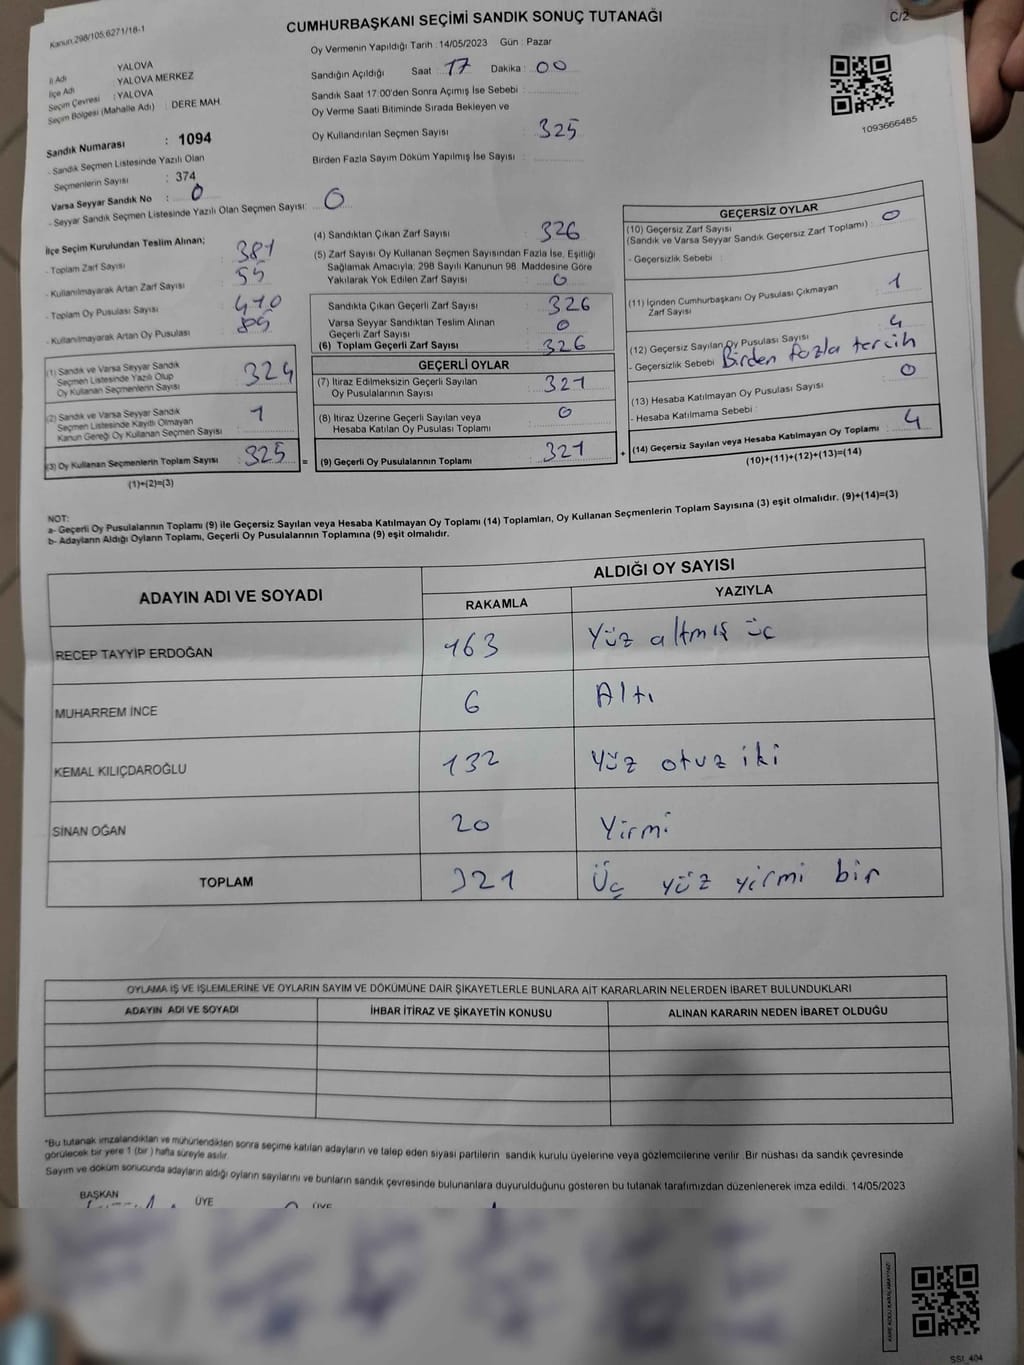 Kanun:298/105,6271/18-1
CUMHURBAŞKANI SEÇİMİ SANDIK SONUÇ TUTANAĞI
C/2
İl Adı : YALOVA
İlçe Adı : YALOVA MERKEZ
Seçim Çevresi : YALOVA
Seçim Bölgesi (Mahalle Adı) : DERE MAH.
Sandık Numarası : 1094
- Sandık Seçmen Listesinde Yazılı Olan
Seçmenlerin Sayısı : 374
Varsa Seyyar Sandık No : 0
- Seyyar Sandık Seçmen Listesinde Yazılı Olan Seçmen Sayısı: 0
Oy Vermenin Yapıldığı Tarih : 14/05/2023 Gün : Pazar
Sandığın Açıldığı Saat : 17 Dakika : 00
Sandık Saat 17:00'den Sonra Açımış İse Sebebi :
Oy Verme Saati Bitiminde Sırada Bekleyen ve
Oy Kullandırılan Seçmen Sayısı : 325
Birden Fazla Sayım Döküm Yapılmış İse Sayısı :
1093666485
İlçe Seçim Kurulundan Teslim Alınan;
- Toplam Zarf Sayısı : 381
- Kullanılmayarak Artan Zarf Sayısı : 55
- Toplam Oy Pusulası Sayısı : 410
- Kullanılmayarak Artan Oy Pusulası : 85
(1) Sandık ve Varsa Seyyar Sandık
Seçmen Listesinde Yazılı Olup
Oy Kullanan Seçmenlerin Sayısı : 324
(2) Sandık ve Varsa Seyyar Sandık
Seçmen Listesinde Kayıtlı Olmayan
Kanun Gereği Oy Kullanan Seçmen Sayısı : 1
(3) Oy Kullanan Seçmenlerin Toplam Sayısı : 325
(1)+(2)=(3)
(4) Sandıktan Çıkan Zarf Sayısı : 326
(5) Zarf Sayısı Oy Kullanan Seçmen Sayısından Fazla İse, Eşitliği
Sağlamak Amacıyla; 298 Sayılı Kanunun 98. Maddesine Göre
Yakılarak Yok Edilen Zarf Sayısı : 0
Sandıkta Çıkan Geçerli Zarf Sayısı : 326
Varsa Seyyar Sandıktan Teslim Alınan
Geçerli Zarf Sayısı : 0
(6) Toplam Geçerli Zarf Sayısı : 326
GEÇERLİ OYLAR
(7) İtiraz Edilmeksizin Geçerli Sayılan
Oy Pusulalarının Sayısı : 321
(8) İtiraz Üzerine Geçerli Sayılan veya
Hesaba Katılan Oy Pusulası Toplamı : 0
= (9) Geçerli Oy Pusulalarının Toplamı : 321
GEÇERSİZ OYLAR
(10) Geçersiz Zarf Sayısı : 0
(Sandık ve Varsa Seyyar Sandık Geçersiz Zarf Toplamı)
- Geçersizlik Sebebi :
(11) İçinden Cumhurbaşkanı Oy Pusulası Çıkmayan
Zarf Sayısı : 1
(12) Geçersiz Sayılan Oy Pusulası Sayısı : 4
- Geçersizlik Sebebi : Birden fazla tercih
(13) Hesaba Katılmayan Oy Pusulası Sayısı : 0
- Hesaba Katılmama Sebebi :
+ (14) Geçersiz Sayılan veya Hesaba Katılmayan Oy Toplamı : 4
(10)+(11)+(12)+(13)=(14)
NOT:
a- Geçerli Oy Pusulalarının Toplamı (9) ile Geçersiz Sayılan veya Hesaba Katılmayan Oy Toplamı (14) Toplamları, Oy Kullanan Seçmenlerin Toplam Sayısına (3) eşit olmalıdır. (9)+(14)=(3)
b- Adayların Aldığı Oyların Toplamı, Geçerli Oy Pusulalarının Toplamına (9) eşit olmalıdır.
ADAYIN ADI VE SOYADI
ALDIĞI OY SAYISI
RAKAMLA YAZIYLA
RECEP TAYYİP ERDOĞAN 163 Yüz altmış üc
MUHARREM İNCE 6 Altı
KEMAL KILIÇDAROĞLU 132 Yüz otuz iki
SİNAN OĞAN 20 Yirmi
TOPLAM 321 Üç yüz yirmi bir
OYLAMA İŞ VE İŞLEMLERİNE VE OYLARIN SAYIM VE DÖKÜMÜNE DAİR ŞİKAYETLERLE BUNLARA AİT KARARLARIN NELERDEN İBARET BULUNDUKLARI
ADAYIN ADI VE SOYADI İHBAR İTİRAZ VE ŞİKAYETİN KONUSU ALINAN KARARIN NEDEN İBARET OLDUĞU
*Bu tutanak imzalandıktan ve mühürlendikten sonra seçime katılan adayların ve talep eden siyasi partilerin sandık kurulu üyelerine veya gözlemcilerine verilir. Bir nüshası da sandık çevresinde
görülecek bir yere 1 (bir ) hafta süreyle asılır.
Sayım ve döküm sonucunda adayların aldığı oyların sayılarını ve bunların sandık çevresinde bulunanlara duyurulduğunu gösteren bu tutanak tarafımızdan düzenlenerek imza edildi. 14/05/2023
BAŞKAN ÜYE ÜYE
SSİ_404